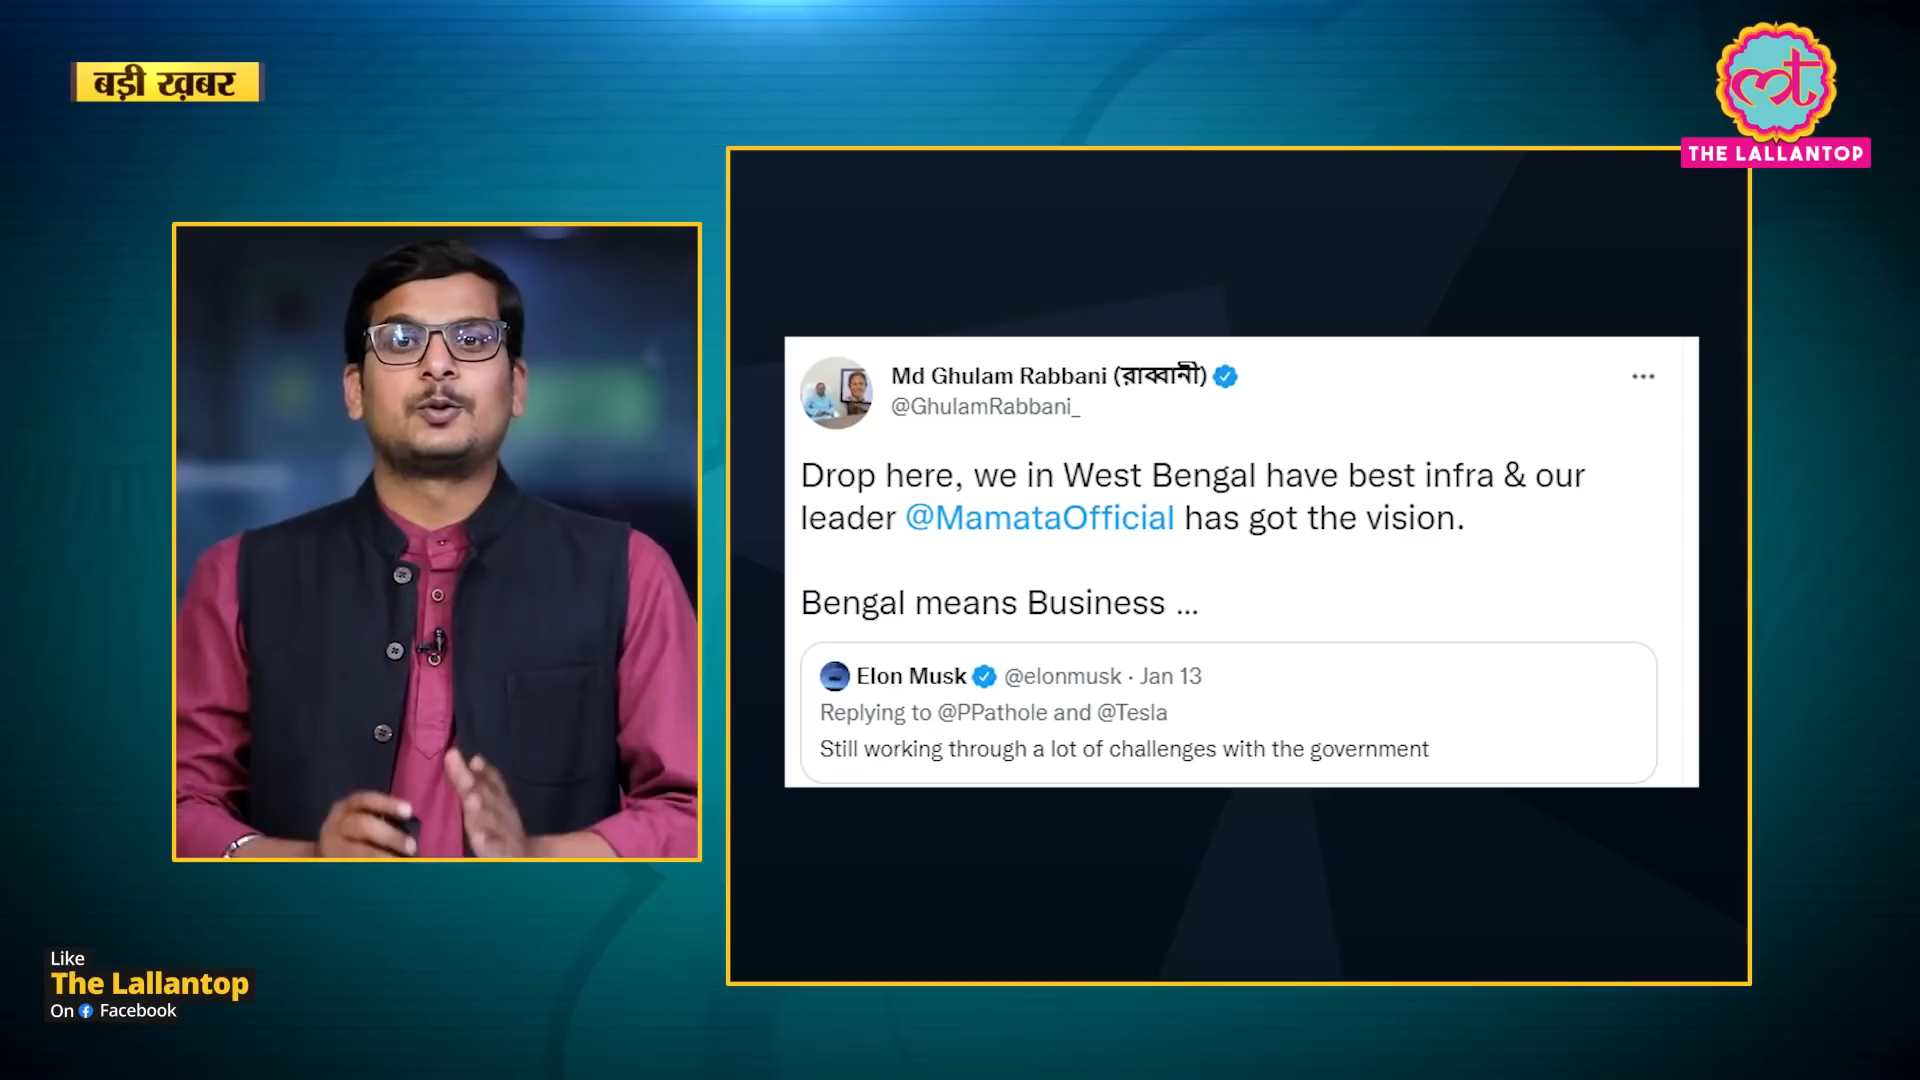 बड़ी ख़बर
THE LALLANTOP
Md Ghulam Rabbani (রাব্বানী)
@GhulamRabbani_
Drop here, we in West Bengal have best infra & our
leader @MamataOfficial has got the vision.
Bengal means Business ...
Elon Musk @elonmusk · Jan 13
Replying to @PPathole and @Tesla
Still working through a lot of challenges with the government
Like
The Lallantop
On Facebook